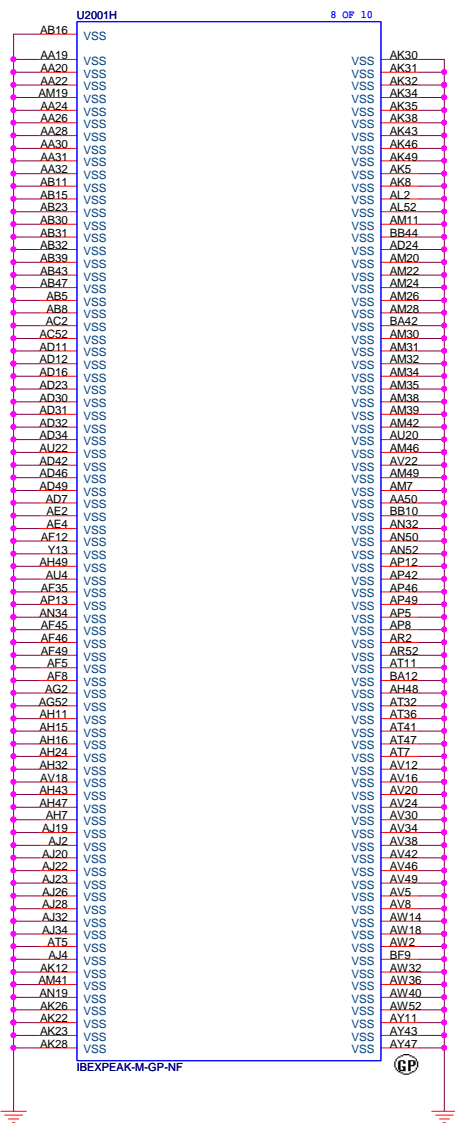 U2001H 8 OF 10
AB16 VSS
AA19 VSS VSS AK30
AA20 VSS VSS AK31
AA22 VSS VSS AK32
AM19 VSS VSS AK34
AA24 VSS VSS AK35
AA26 VSS VSS AK38
AA28 VSS VSS AK43
AA30 VSS VSS AK46
AA31 VSS VSS AK49
AA32 VSS VSS AK5
AB11 VSS VSS AK8
AB15 VSS VSS AL2
AB23 VSS VSS AL52
AB30 VSS VSS AM11
AB31 VSS VSS BB44
AB32 VSS VSS AD24
AB39 VSS VSS AM20
AB43 VSS VSS AM22
AB47 VSS VSS AM24
AB5 VSS VSS AM26
AB8 VSS VSS AM28
AC2 VSS VSS BA42
AC52 VSS VSS AM30
AD11 VSS VSS AM31
AD12 VSS VSS AM32
AD16 VSS VSS AM34
AD23 VSS VSS AM35
AD30 VSS VSS AM38
AD31 VSS VSS AM39
AD32 VSS VSS AM42
AD34 VSS VSS AU20
AU22 VSS VSS AM46
AD42 VSS VSS AV22
AD46 VSS VSS AM49
AD49 VSS VSS AM7
AD7 VSS VSS AA50
AE2 VSS VSS BB10
AE4 VSS VSS AN32
AF12 VSS VSS AN50
Y13 VSS VSS AN52
AH49 VSS VSS AP12
AU4 VSS VSS AP42
AF35 VSS VSS AP46
AP13 VSS VSS AP49
AN34 VSS VSS AP5
AF45 VSS VSS AP8
AF46 VSS VSS AR2
AF49 VSS VSS AR52
AF5 VSS VSS AT11
AF8 VSS VSS BA12
AG2 VSS VSS AH48
AG52 VSS VSS AT32
AH11 VSS VSS AT36
AH15 VSS VSS AT41
AH16 VSS VSS AT47
AH24 VSS VSS AT7
AH32 VSS VSS AV12
AV18 VSS VSS AV16
AH43 VSS VSS AV20
AH47 VSS VSS AV24
AH7 VSS VSS AV30
AJ19 VSS VSS AV34
AJ2 VSS VSS AV38
AJ20 VSS VSS AV42
AJ22 VSS VSS AV46
AJ23 VSS VSS AV49
AJ26 VSS VSS AV5
AJ28 VSS VSS AV8
AJ32 VSS VSS AW14
AJ34 VSS VSS AW18
AT5 VSS VSS AW2
AJ4 VSS VSS BF9
AK12 VSS VSS AW32
AM41 VSS VSS AW36
AN19 VSS VSS AW40
AK26 VSS VSS AW52
AK22 VSS VSS AY11
AK23 VSS VSS AY43
AK28 VSS VSS AY47
IBEXPEAK-M-GP-NF GP